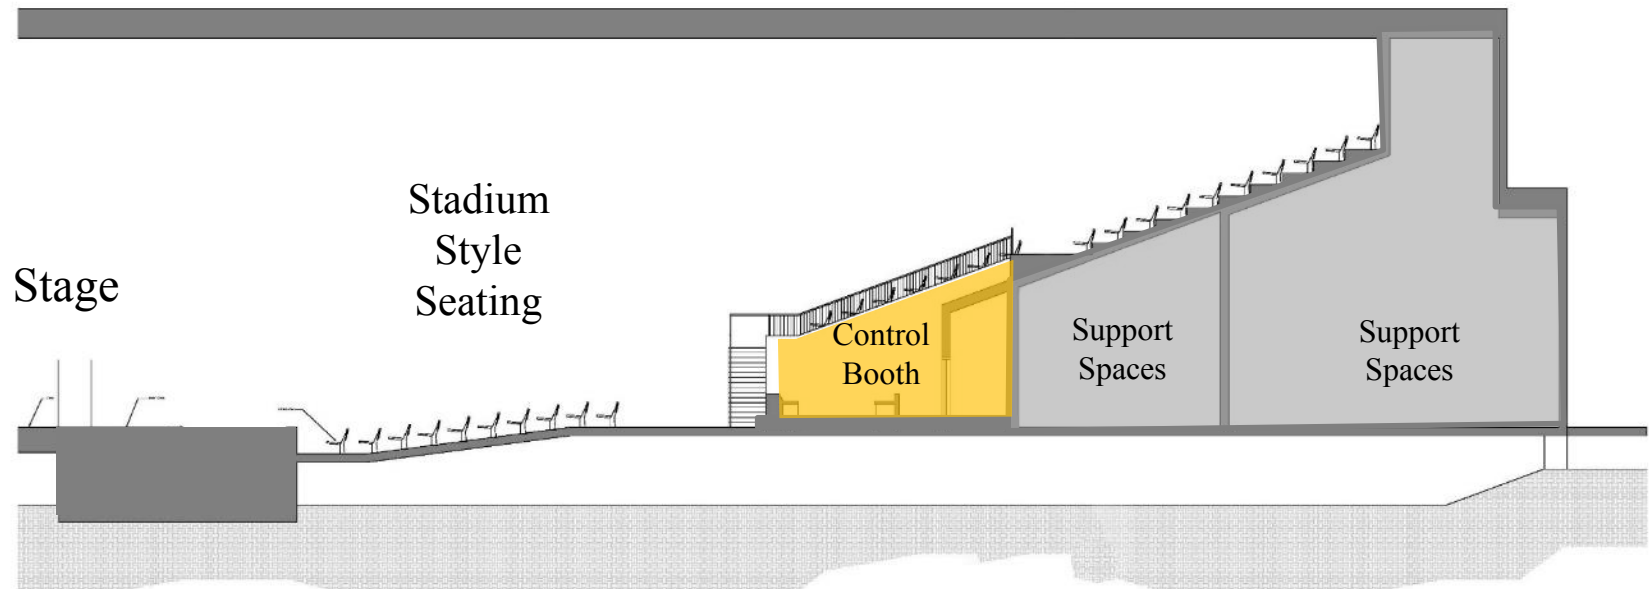 Stadium
Style
Seating
Stage
Control
Booth
Support
Spaces
Support
Spaces